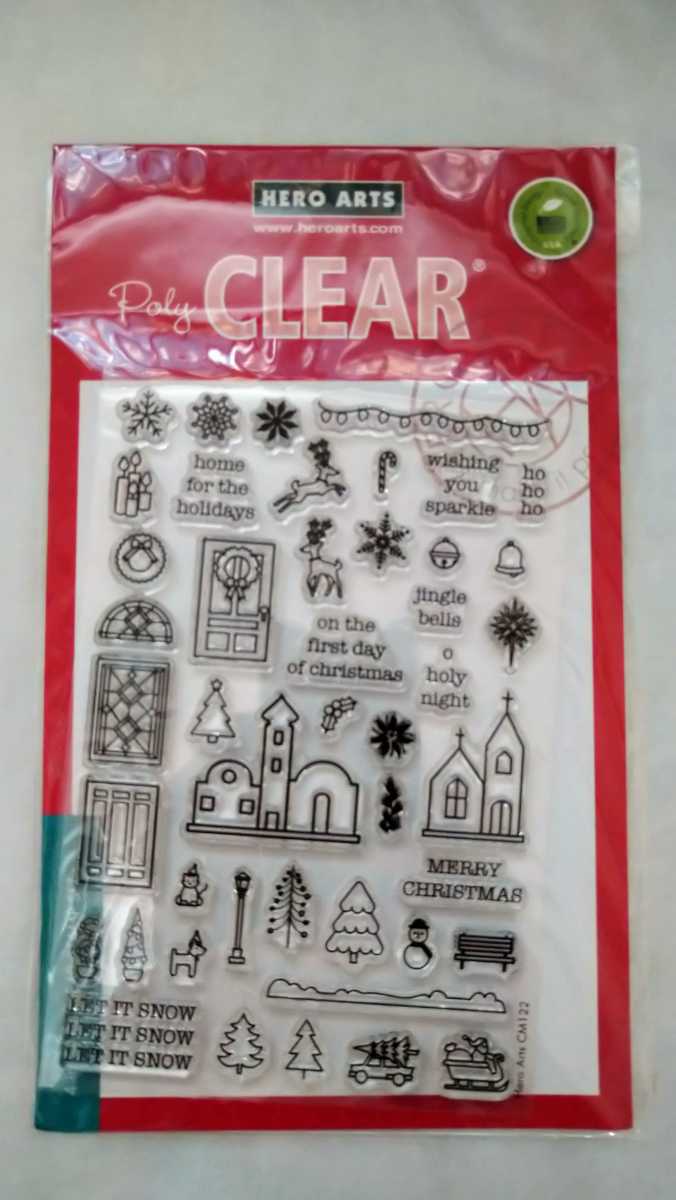 HERO ARTS
www.heroarts.com
Poly CLEAR®
USA
home
for the
holidays
wishing
you
sparkle
ho
ho
ho
jingle
bells
on the
first day
of christmas
o
holy
night
MERRY
CHRISTMAS
LET IT SNOW
LET IT SNOW
LET IT SNOW
Hero Arts CM122